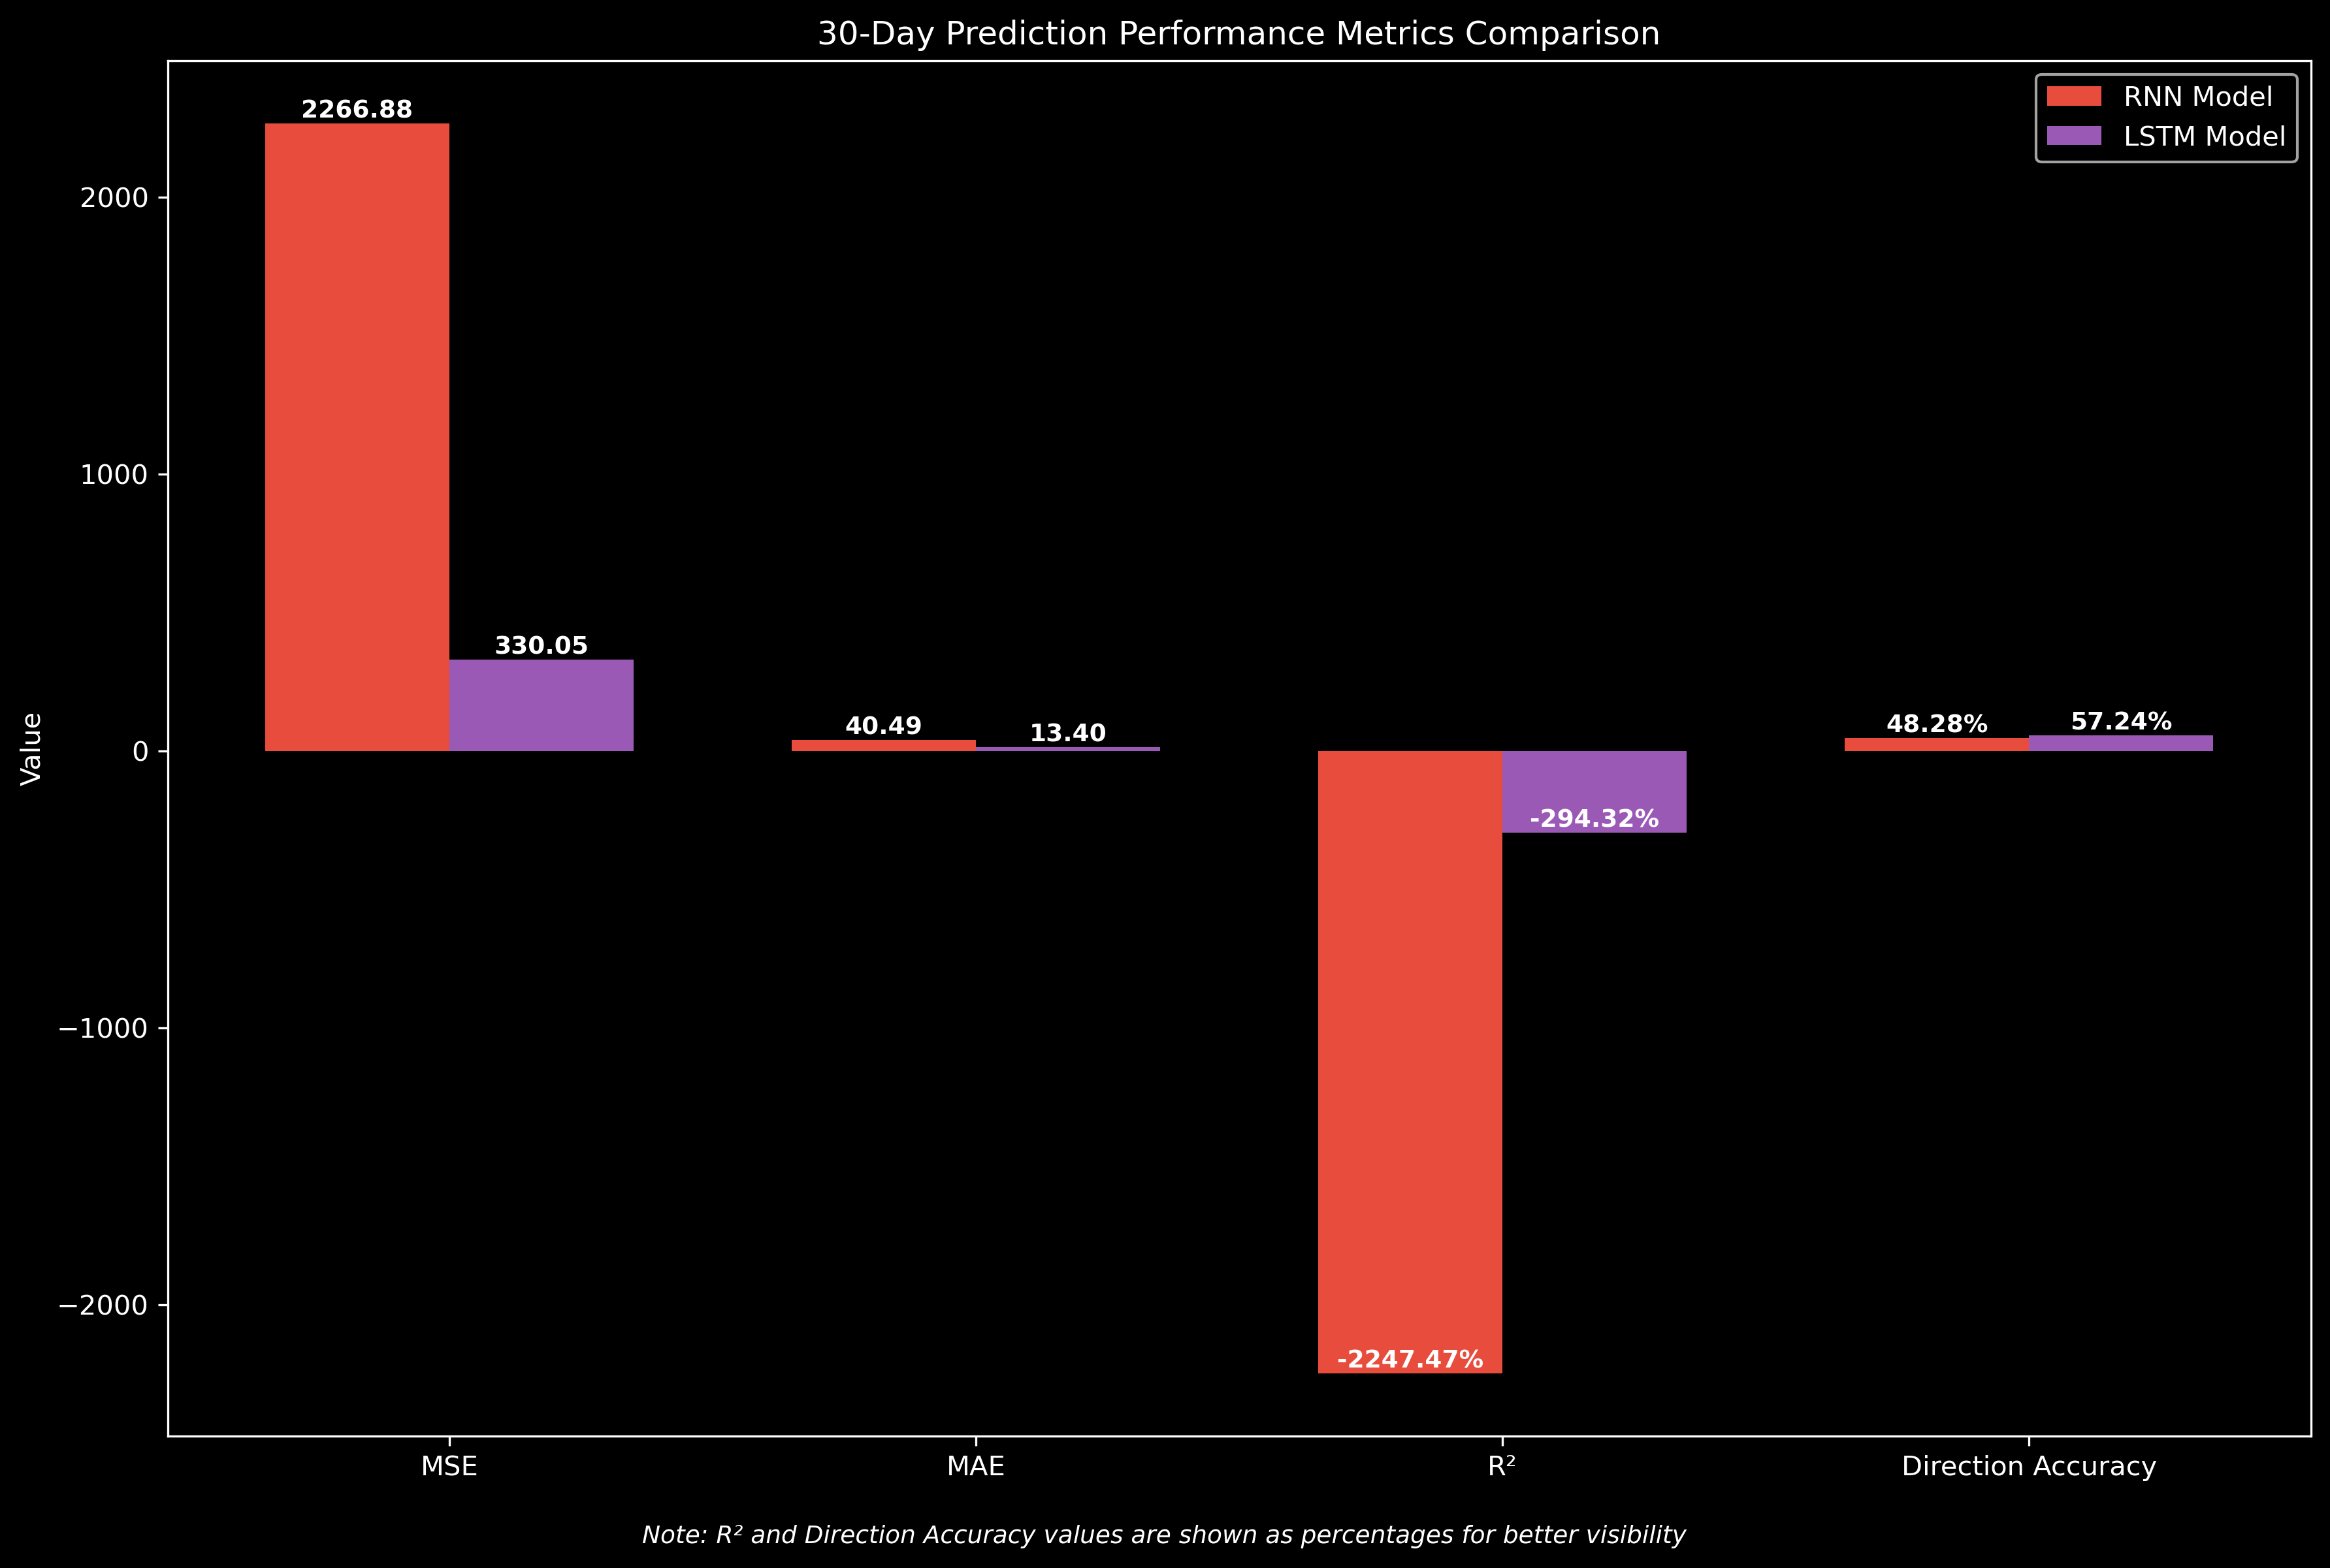 30-Day Prediction Performance Metrics Comparison
RNN Model
LSTM Model
2266.88
330.05
40.49
13.40
-2247.47%
-294.32%
48.28%
57.24%
Value
2000
1000
0
−1000
−2000
MSE
MAE
R²
Direction Accuracy
Note: R² and Direction Accuracy values are shown as percentages for better visibility